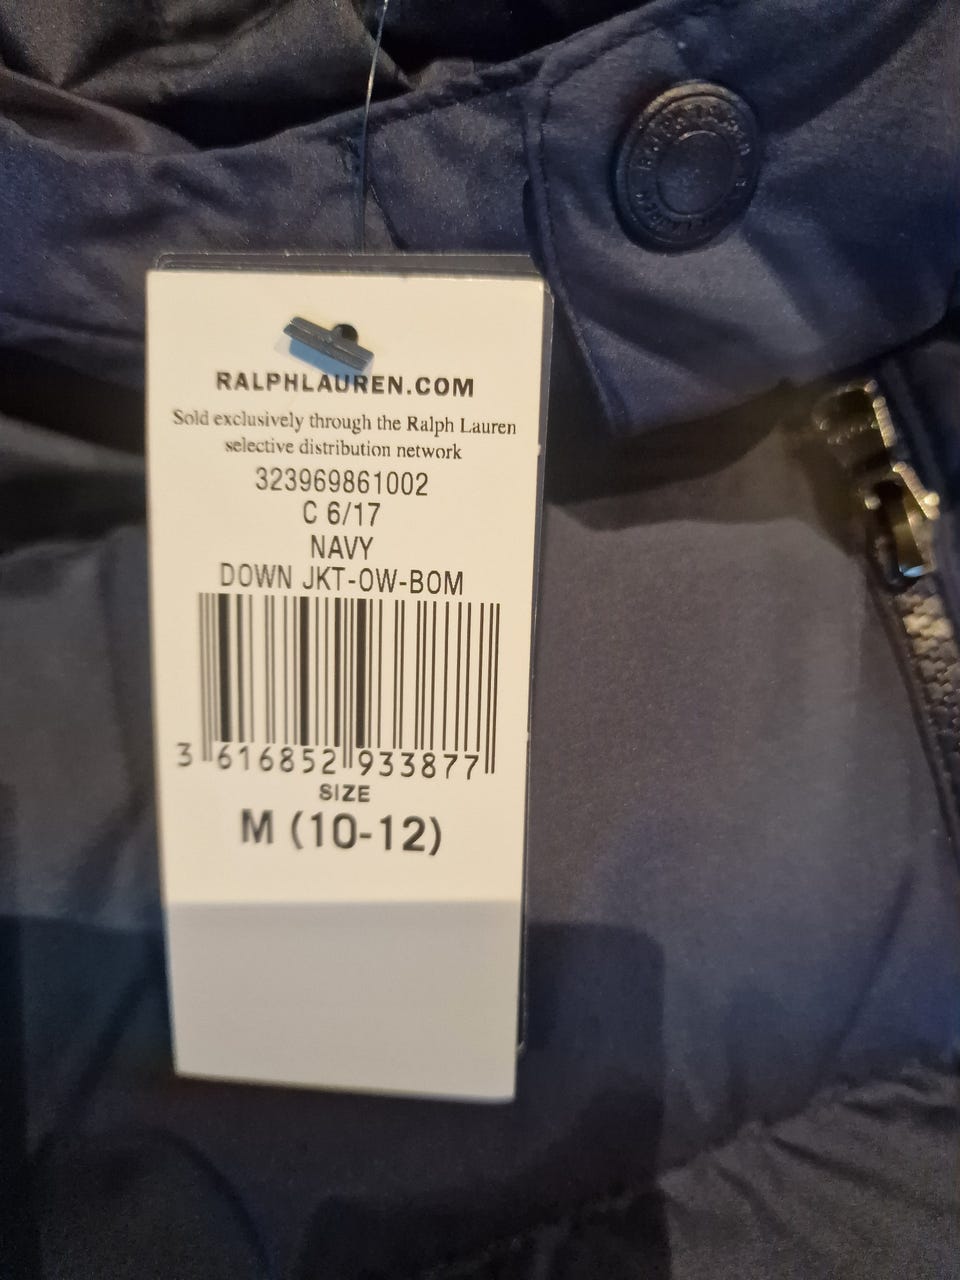 RALPHLAUREN.COM
Sold exclusively through the Ralph Lauren
selective distribution network
323969861002
C 6/17
NAVY
DOWN JKT-OW-BOM
3 616852 933877
SIZE
M (10-12)